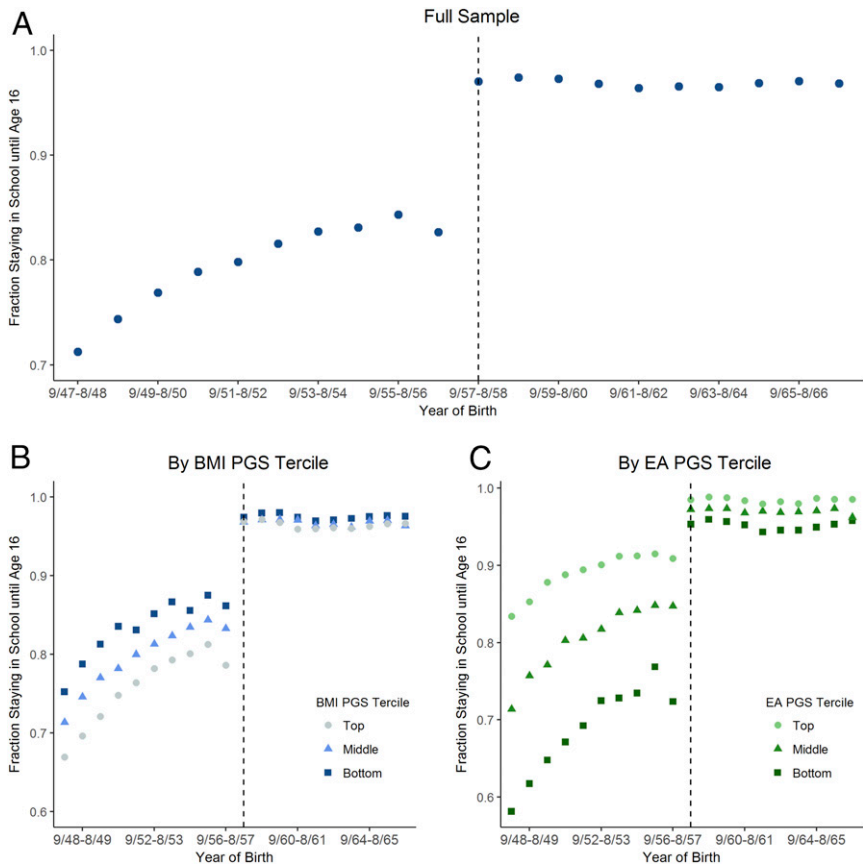 A
Full Sample
1.0
0.9
0.8
0.7
Fraction Staying in School until Age 16
9/47-8/48 9/49-8/50 9/51-8/52 9/53-8/54 9/55-8/56 9/57-8/58 9/59-8/60 9/61-8/62 9/63-8/64 9/65-8/66
Year of Birth
B
By BMI PGS Tercile
1.0
0.9
0.8
0.7
0.6
Fraction Staying in School until Age 16
BMI PGS Tercile
Top
Middle
Bottom
9/48-8/49 9/52-8/53 9/56-8/57 9/60-8/61 9/64-8/65
Year of Birth
C
By EA PGS Tercile
1.0
0.9
0.8
0.7
0.6
Fraction Staying in School until Age 16
EA PGS Tercile
Top
Middle
Bottom
9/48-8/49 9/52-8/53 9/56-8/57 9/60-8/61 9/64-8/65
Year of Birth